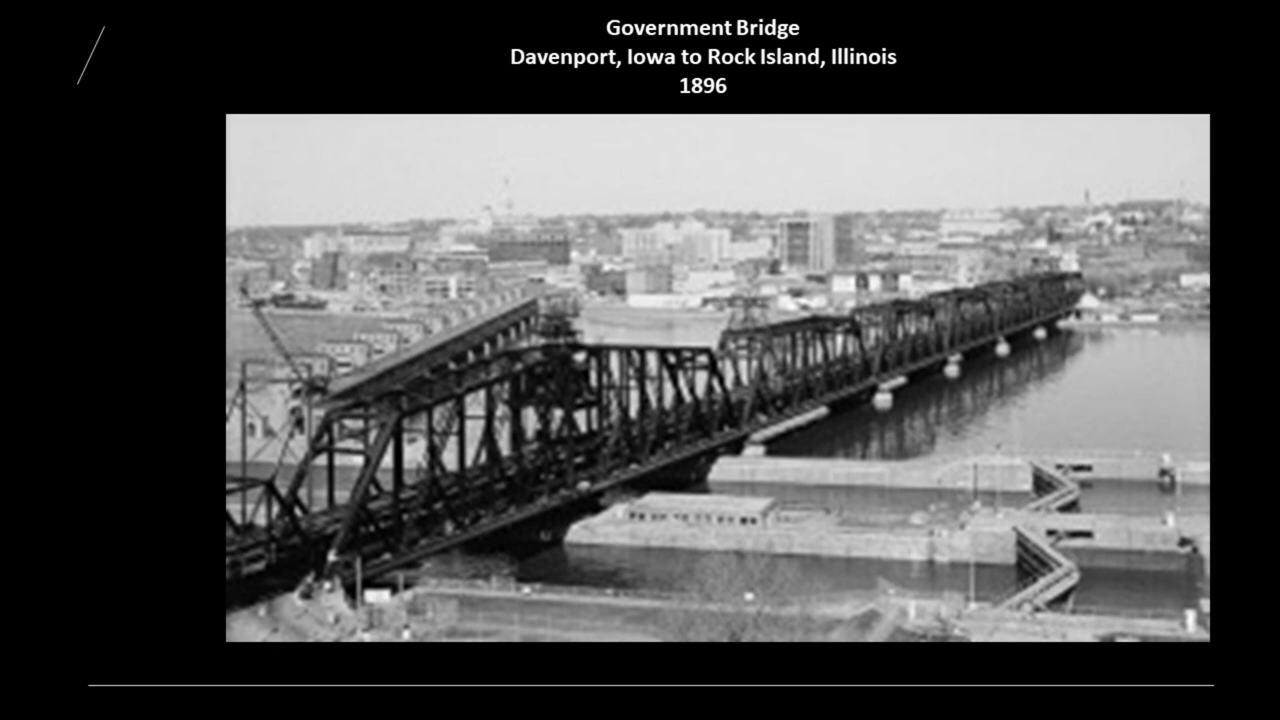 Government Bridge
Davenport, Iowa to Rock Island, Illinois
1896